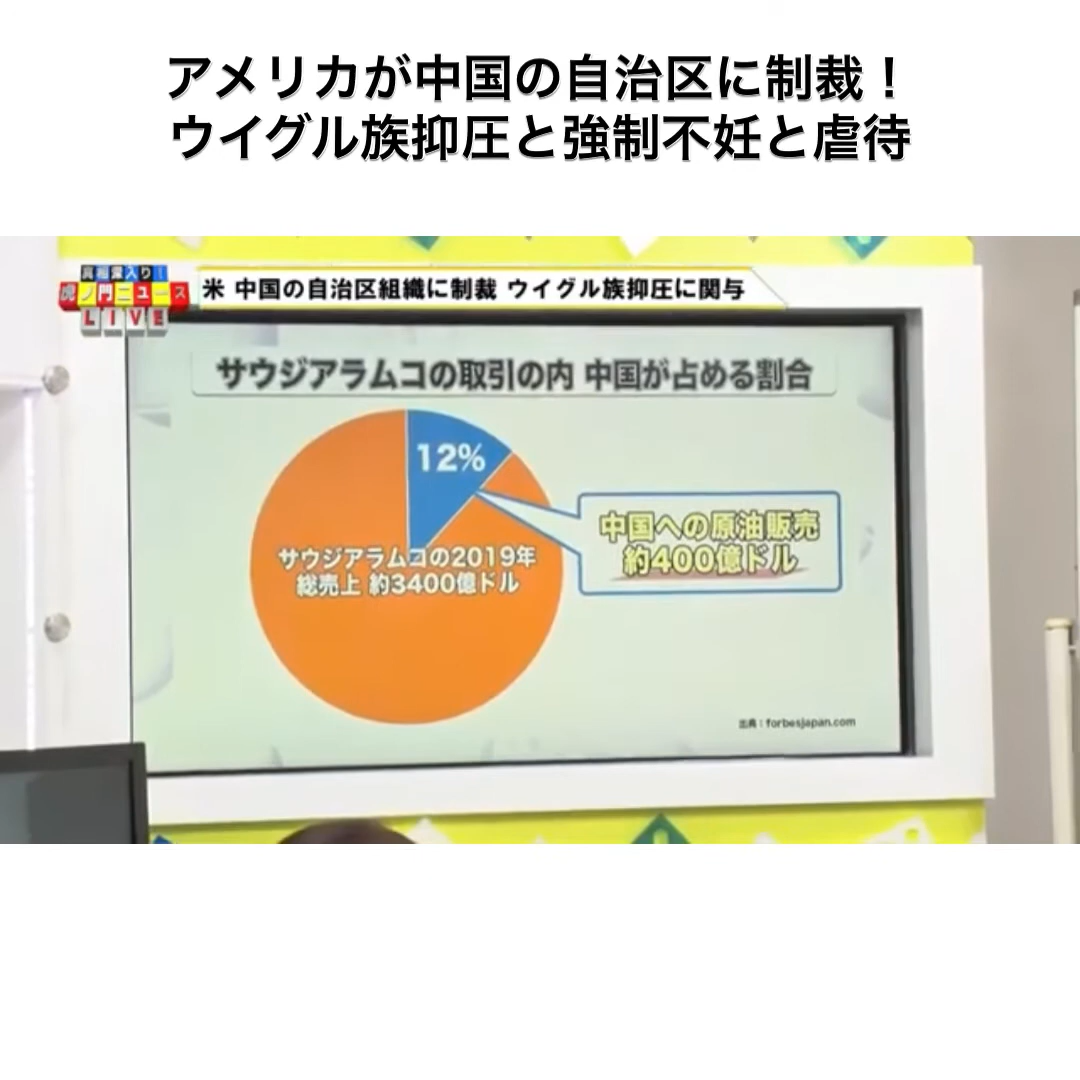 アメリカが中国の自治区に制裁！
ウイグル族抑圧と強制不妊と虐待
真相深入り！
虎ノ門ニュース
LIVE
米 中国の自治区組織に制裁 ウイグル族抑圧に関与
サウジアラムコの取引の内 中国が占める割合
12%
中国への原油販売
約400億ドル
サウジアラムコの2019年
総売上 約3400億ドル
出典：forbesjapan.com